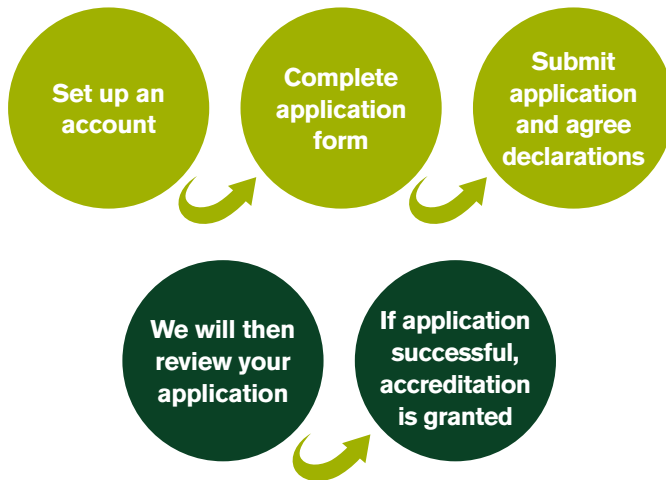 Set up an
account
Complete
application
form
Submit
application
and agree
declarations
We will then
review your
application
If application
successful,
accreditation
is granted